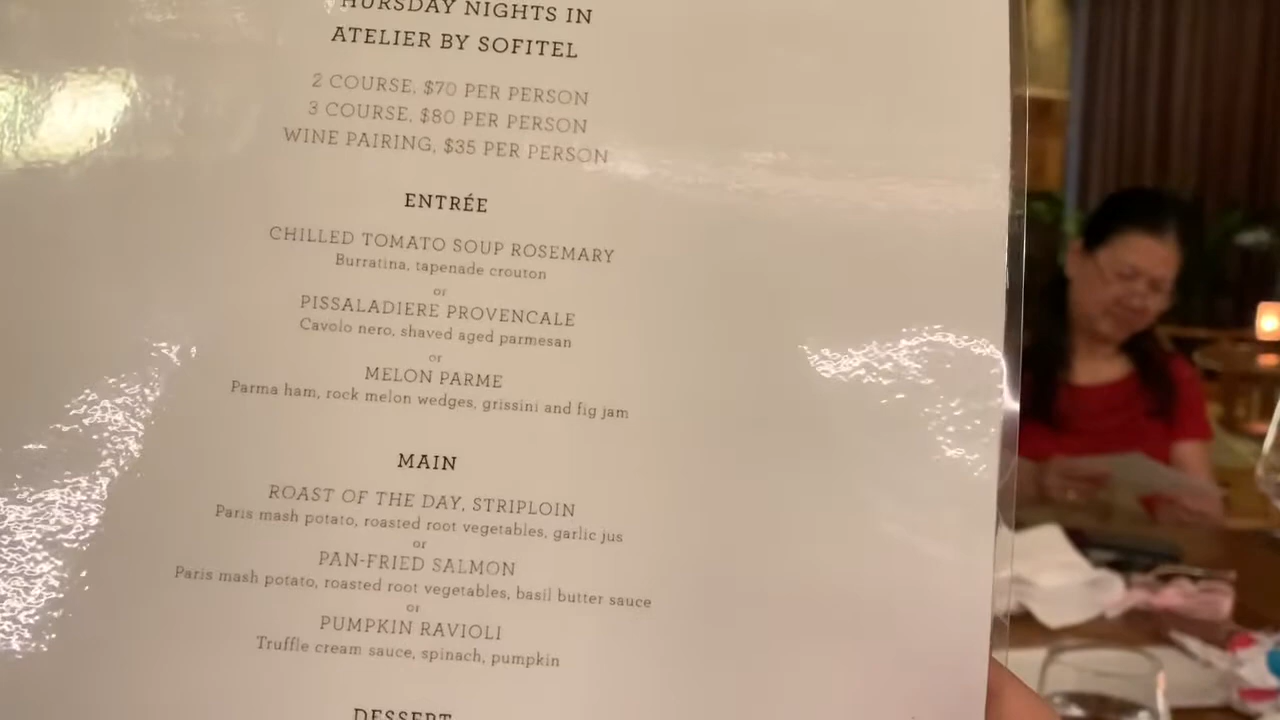 THURSDAY NIGHTS IN
ATELIER BY SOFITEL
2 COURSE, $70 PER PERSON
3 COURSE, $80 PER PERSON
WINE PAIRING, $35 PER PERSON
ENTRÉE
CHILLED TOMATO SOUP ROSEMARY
Burratina, tapenade crouton
or
PISSALADIERE PROVENCALE
Cavolo nero, shaved aged parmesan
or
MELON PARME
Parma ham, rock melon wedges, grissini and fig jam
MAIN
ROAST OF THE DAY, STRIPLOIN
Paris mash potato, roasted root vegetables, garlic jus
or
PAN-FRIED SALMON
Paris mash potato, roasted root vegetables, basil butter sauce
or
PUMPKIN RAVIOLI
Truffle cream sauce, spinach, pumpkin
DESSERT